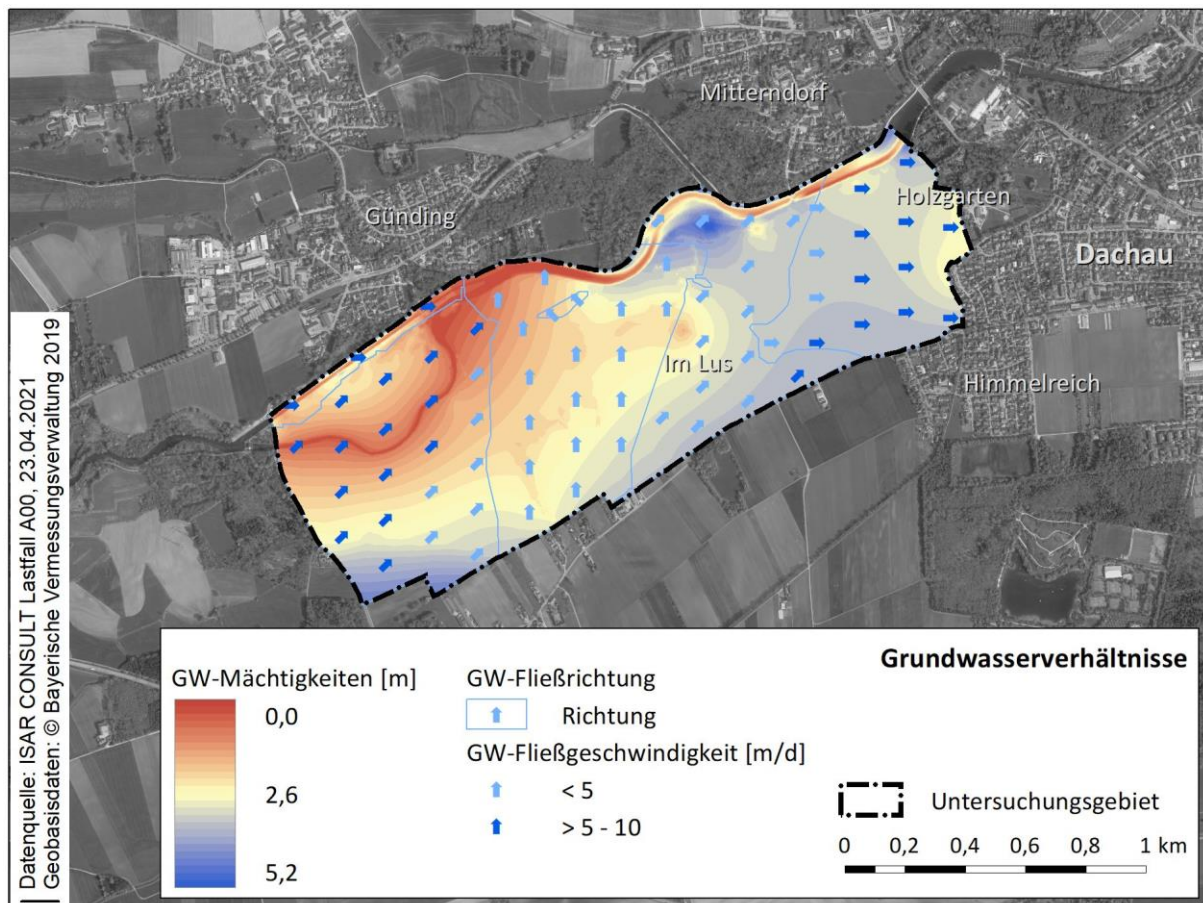 Mitterndorf
Günding
Holzgarten
Dachau
Im Lus
Himmelreich
Datenquelle: ISAR CONSULT Lastfall A00, 23.04.2021
Geobasisdaten: © Bayerische Vermessungsverwaltung 2019
Grundwasserverhältnisse
GW-Mächtigkeiten [m]
0,0
2,6
5,2
GW-Fließrichtung
Richtung
GW-Fließgeschwindigkeit [m/d]
< 5
> 5 - 10
Untersuchungsgebiet
0 0,2 0,4 0,6 0,8 1 km